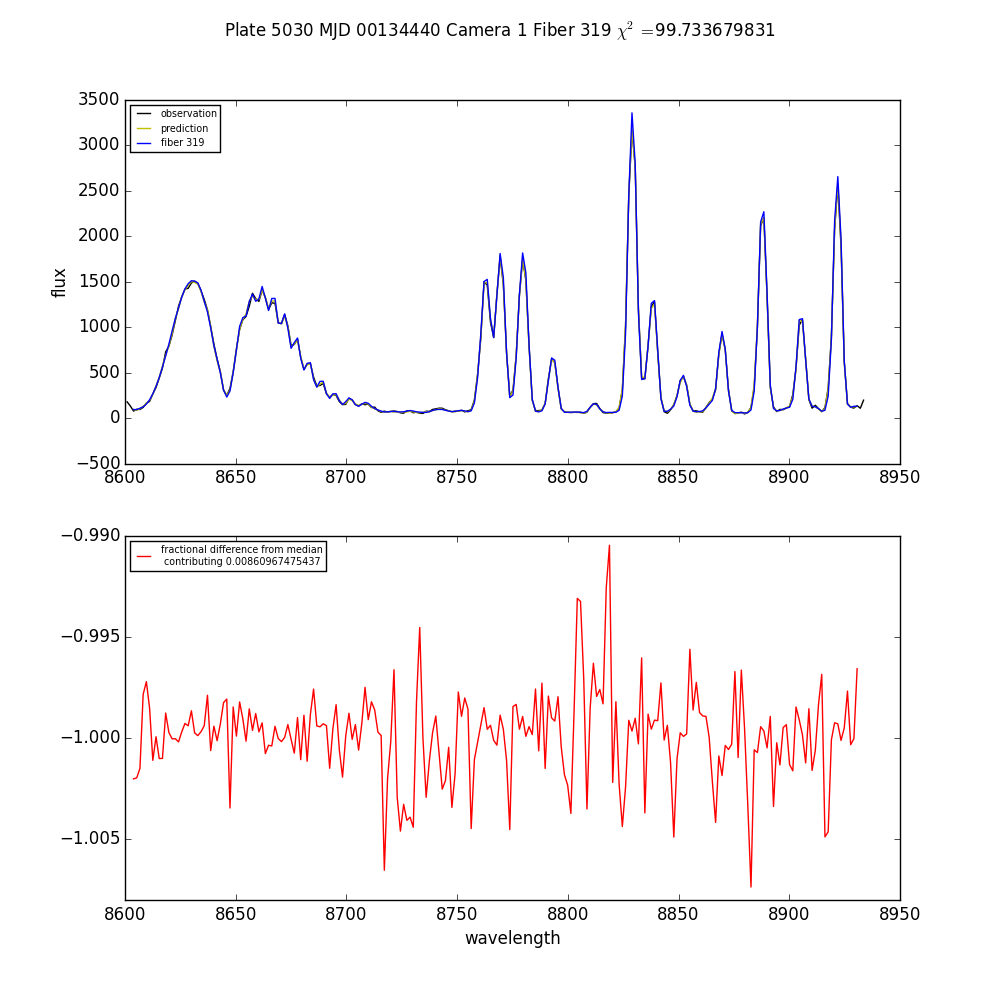 Plate 5030 MJD 00134440 Camera 1 Fiber 319 χ² =99.733679831
3500
3000
2500
2000
1500
1000
500
0
−500
flux
observation
prediction
fiber 319
8600 8650 8700 8750 8800 8850 8900 8950
−0.990
−0.995
−1.000
−1.005
fractional difference from median
contributing 0.00860967475437
8600 8650 8700 8750 8800 8850 8900 8950
wavelength